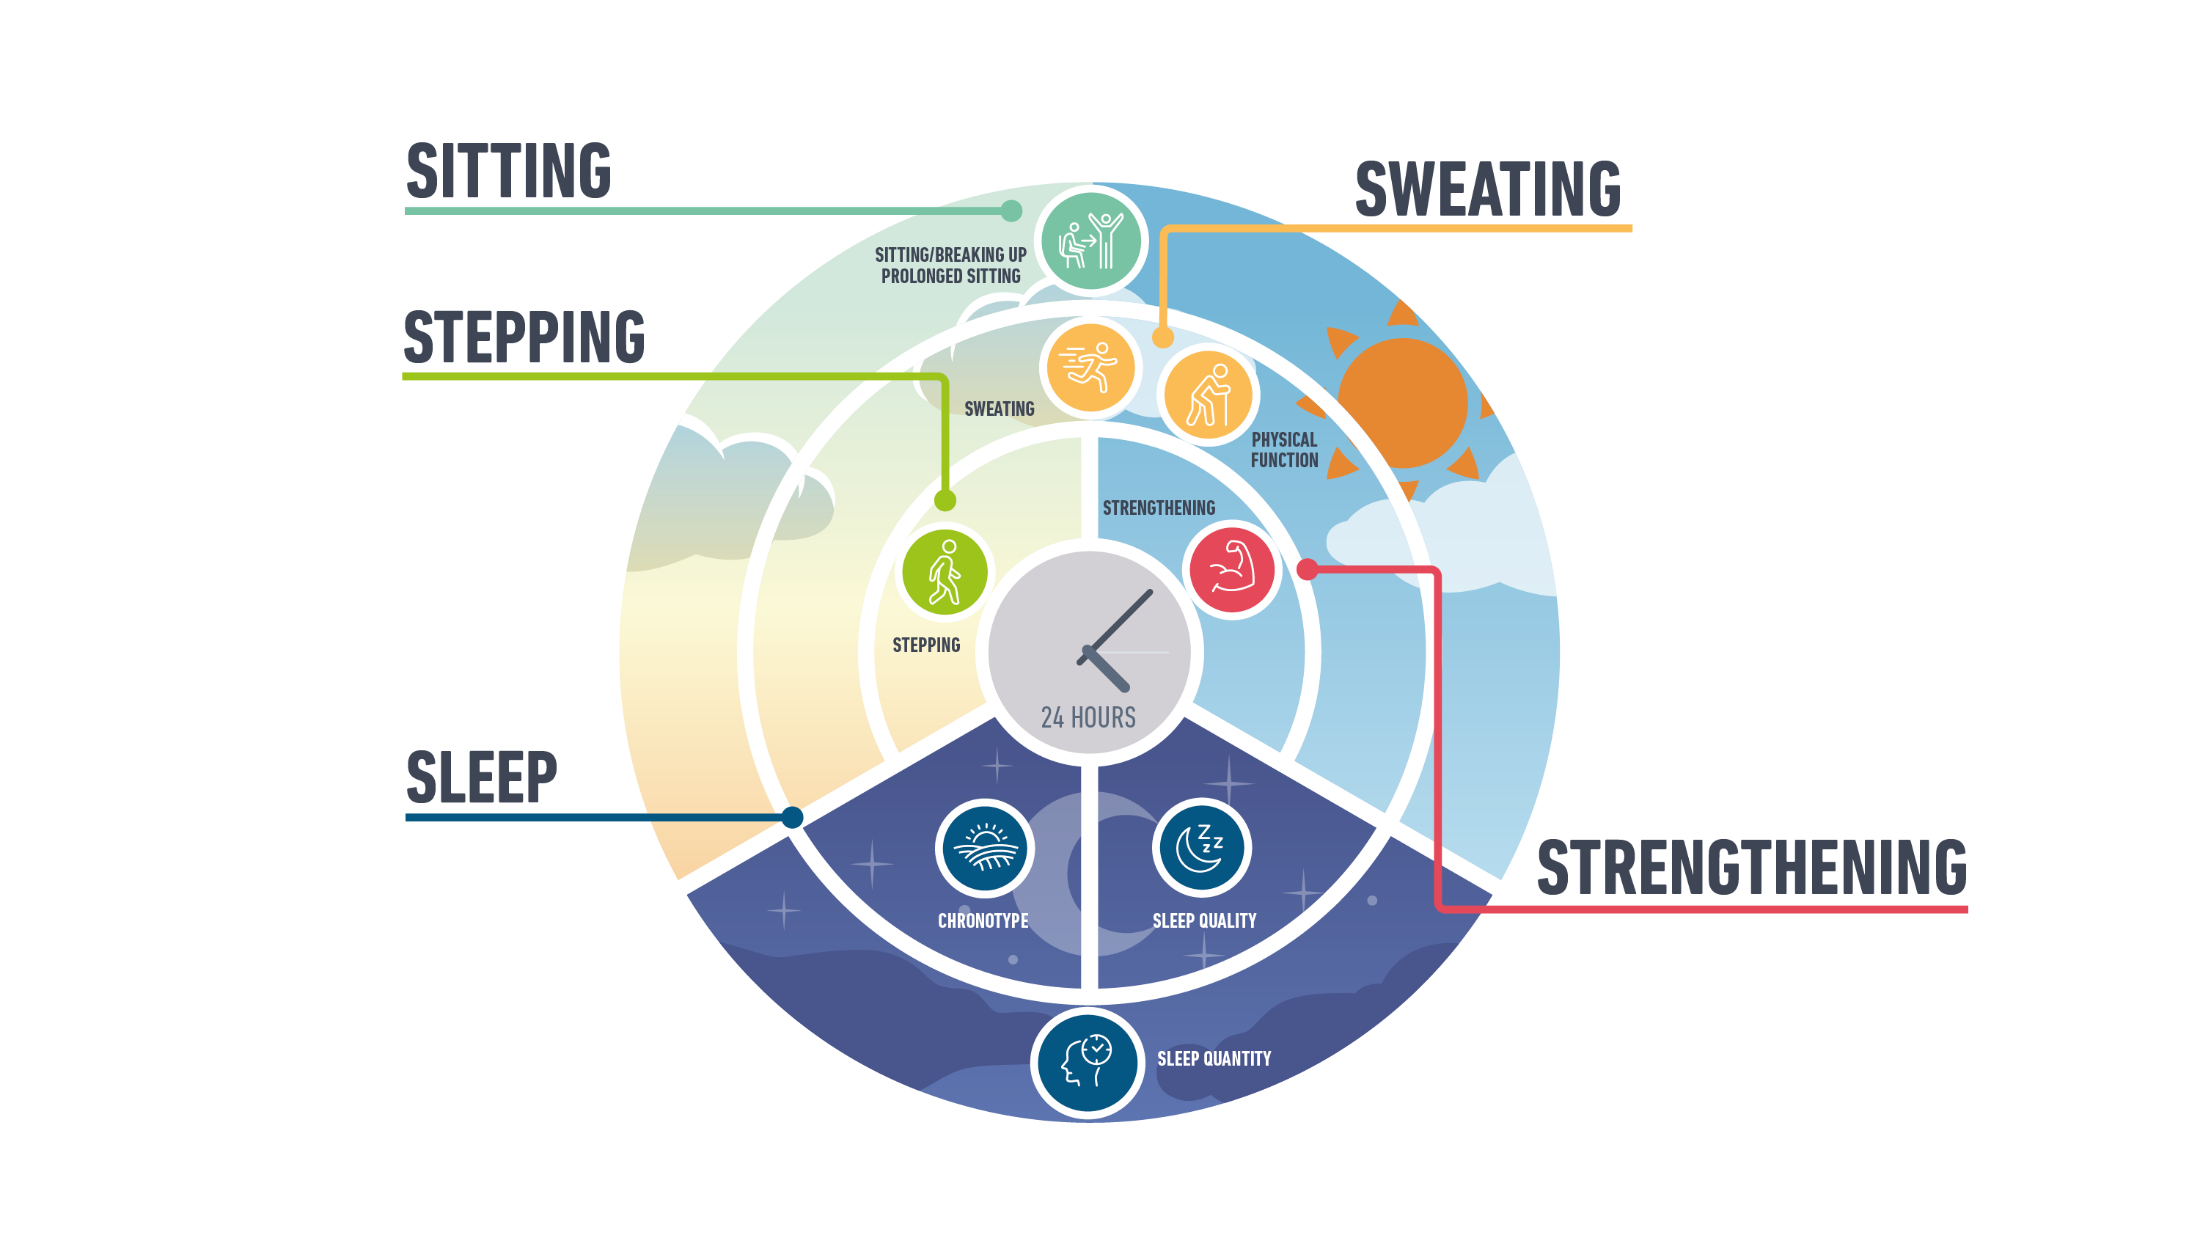 SITTING
SWEATING
SITTING/BREAKING UP
PROLONGED SITTING
STEPPING
SWEATING
PHYSICAL
FUNCTION
STRENGTHENING
STEPPING
24 HOURS
SLEEP
STRENGTHENING
CHRONOTYPE
SLEEP QUALITY
SLEEP QUANTITY
Z
Z
Z